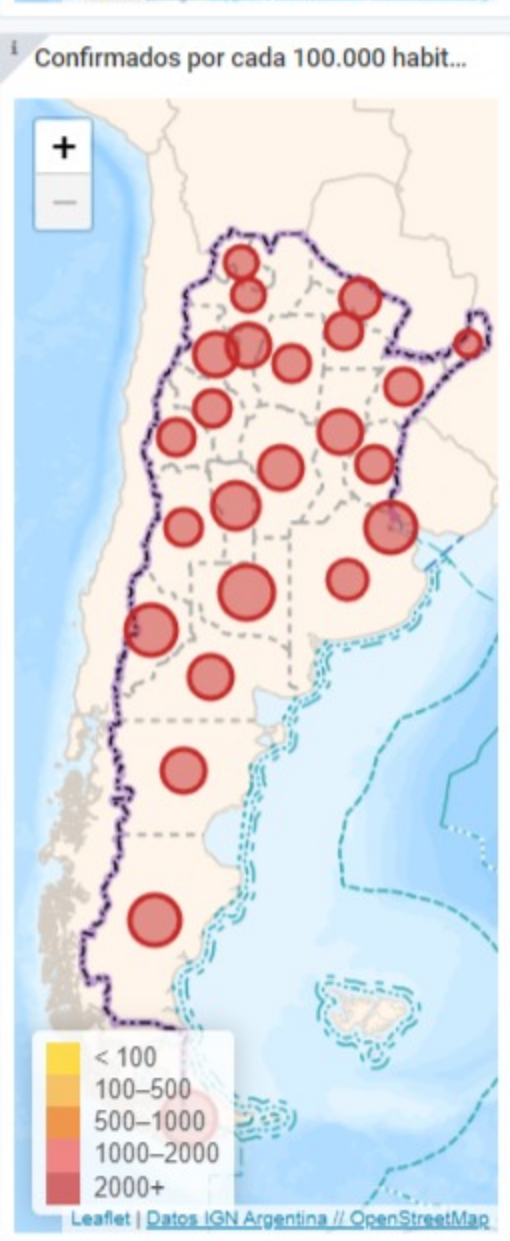 i
Confirmados por cada 100.000 habit...
+
−
< 100
100–500
500–1000
1000–2000
2000+
Leaflet | Datos IGN Argentina // OpenStreetMap